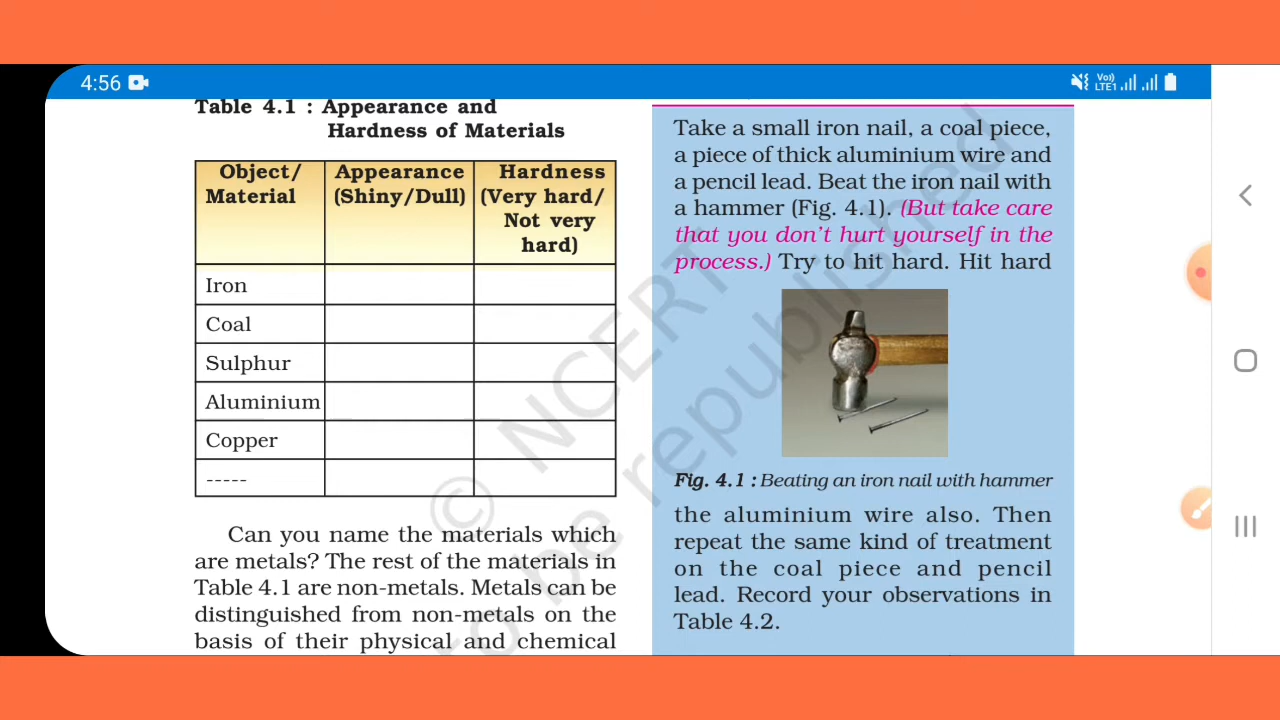 4:56
Vo)
LTE1
Table 4.1 : Appearance and
Hardness of Materials
Object/
Material
Appearance
(Shiny/Dull)
Hardness
(Very hard/
Not very
hard)
Iron
Coal
Sulphur
Aluminium
Copper
-----
Can you name the materials which
are metals? The rest of the materials in
Table 4.1 are non-metals. Metals can be
distinguished from non-metals on the
basis of their physical and chemical
Take a small iron nail, a coal piece,
a piece of thick aluminium wire and
a pencil lead. Beat the iron nail with
a hammer (Fig. 4.1). (But take care
that you don't hurt yourself in the
process.) Try to hit hard. Hit hard
Fig. 4.1 : Beating an iron nail with hammer
the aluminium wire also. Then
repeat the same kind of treatment
on the coal piece and pencil
lead. Record your observations in
Table 4.2.
© NCERT
to be republished